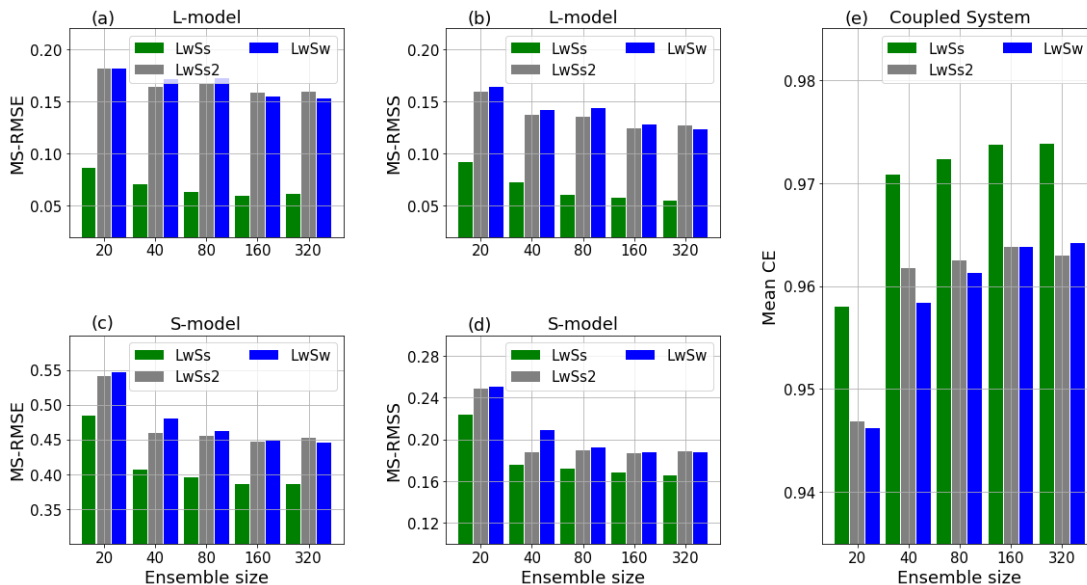 (a) L-model
MS-RMSE
0.20
0.15
0.10
0.05
LwSs LwSw
LwSs2
20 40 80 160 320
(b) L-model
MS-RMSS
0.20
0.15
0.10
0.05
LwSs LwSw
LwSs2
20 40 80 160 320
(c) S-model
MS-RMSE
0.55
0.50
0.45
0.40
0.35
LwSs LwSw
LwSs2
20 40 80 160 320
Ensemble size
(d) S-model
MS-RMSS
0.28
0.24
0.20
0.16
0.12
LwSs LwSw
LwSs2
20 40 80 160 320
Ensemble size
(e) Coupled System
Mean CE
0.98
0.97
0.96
0.95
0.94
LwSs LwSw
LwSs2
20 40 80 160 320
Ensemble size